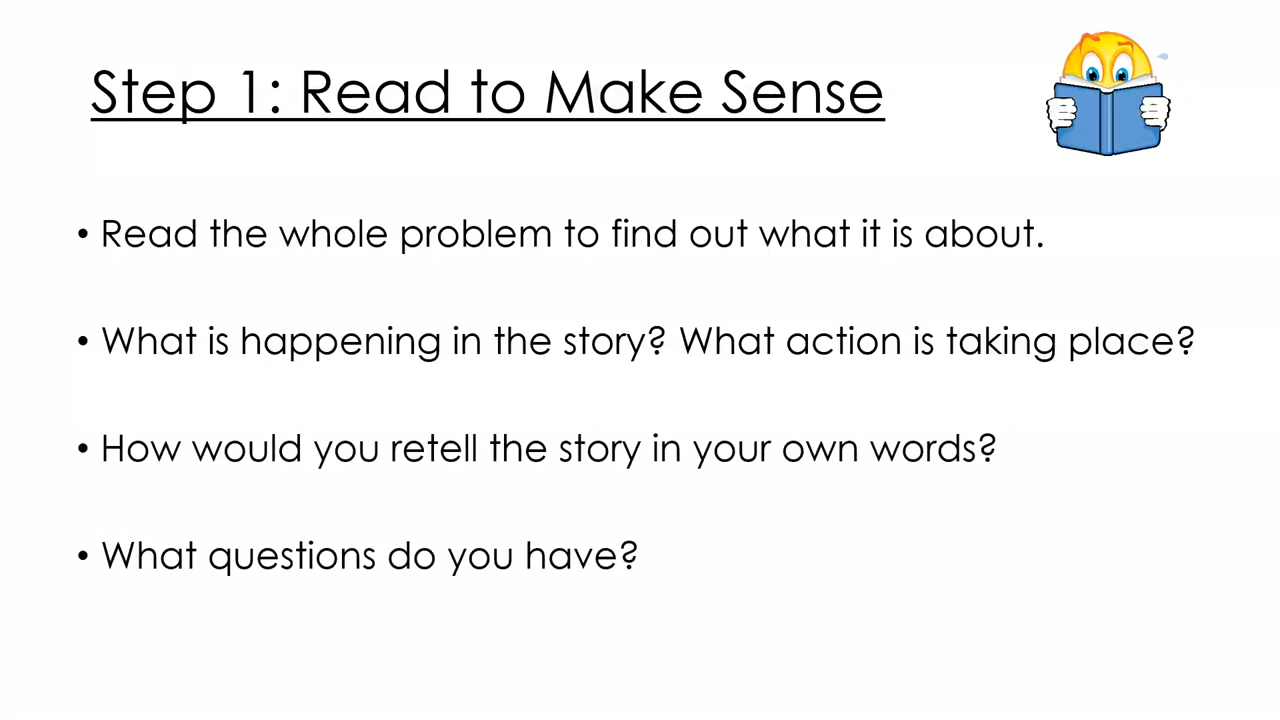 Step 1: Read to Make Sense
• Read the whole problem to find out what it is about.
• What is happening in the story? What action is taking place?
• How would you retell the story in your own words?
• What questions do you have?